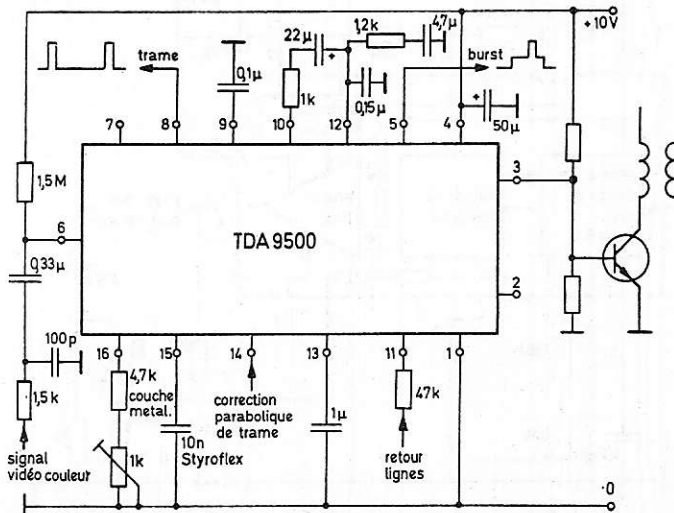 +10V
trame
22µ
1,2k
4,7µ
burst
0,1µ
1k
0,15µ
50µ
7
8
9
10
12
5
4
1,5M
3
6
TDA9500
0,33µ
2
100p
16
15
14
13
11
1
4,7k
couche
metal.
1,5k
correction
parabolique
de trame
1µ
47k
10n
Styroflex
1k
signal
vidéo couleur
retour
lignes
0